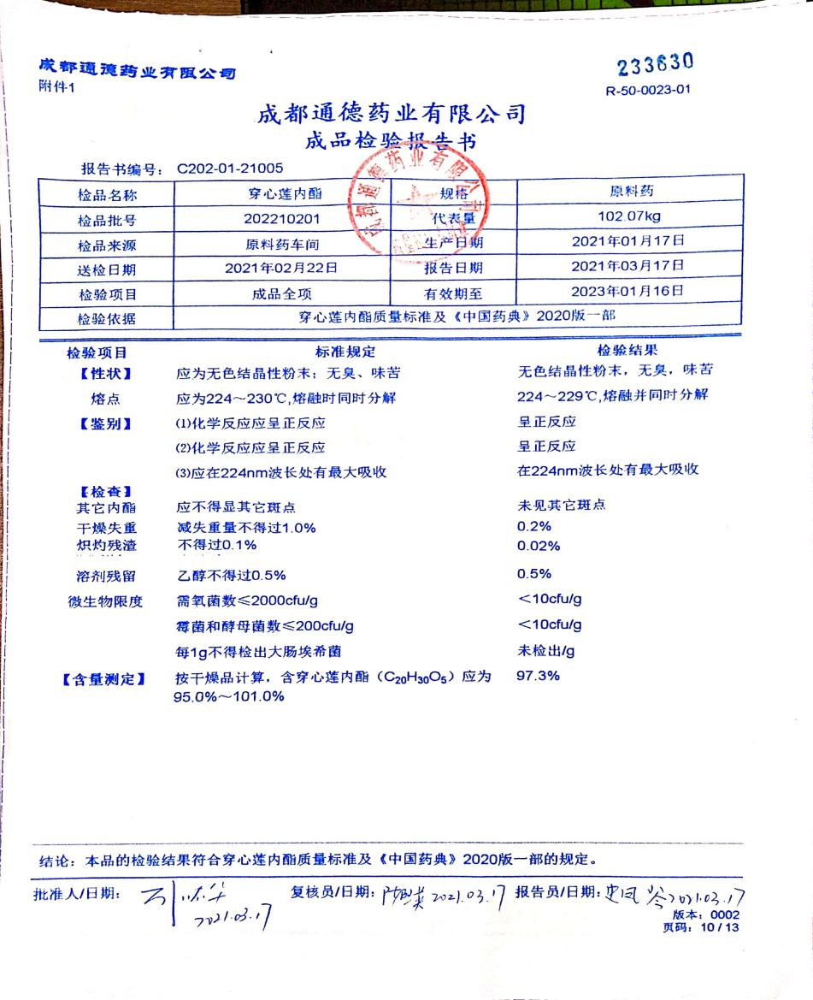 成都通德药业有限公司
233630
附件1
R-50-0023-01
成都通德药业有限公司
成品检验报告书
报告书编号： C202-01-21005
检品名称 穿心莲内酯 规格 原料药
检品批号 202210201 代表量 102.07kg
检品来源 原料药车间 生产日期 2021年01月17日
送检日期 2021年02月22日 报告日期 2021年03月17日
检验项目 成品全项 有效期至 2023年01月16日
检验依据 穿心莲内酯质量标准及《中国药典》2020版一部
检验项目 标准规定 检验结果
【性状】 应为无色结晶性粉末；无臭、味苦 无色结晶性粉末，无臭，味苦
熔点 应为224～230℃,熔融时同时分解 224～229℃,熔融并同时分解
【鉴别】 (1)化学反应应呈正反应 呈正反应
(2)化学反应应呈正反应 呈正反应
(3)应在224nm波长处有最大吸收 在224nm波长处有最大吸收
【检查】
其它内酯 应不得显其它斑点 未见其它斑点
干燥失重 减失重量不得过1.0% 0.2%
炽灼残渣 不得过0.1% 0.02%
溶剂残留 乙醇不得过0.5% 0.5%
微生物限度 需氧菌数≤2000cfu/g <10cfu/g
霉菌和酵母菌数≤200cfu/g <10cfu/g
每1g不得检出大肠埃希菌 未检出/g
【含量测定】 按干燥品计算，含穿心莲内酯（C₂₀H₃₀O₅）应为 97.3%
95.0%～101.0%
结论：本品的检验结果符合穿心莲内酯质量标准及《中国药典》2020版一部的规定。
批准人/日期： 2021.03.17 复核员/日期： 2021.03.17 报告员/日期： 2021.03.17
版本：0002
页码：10 / 13